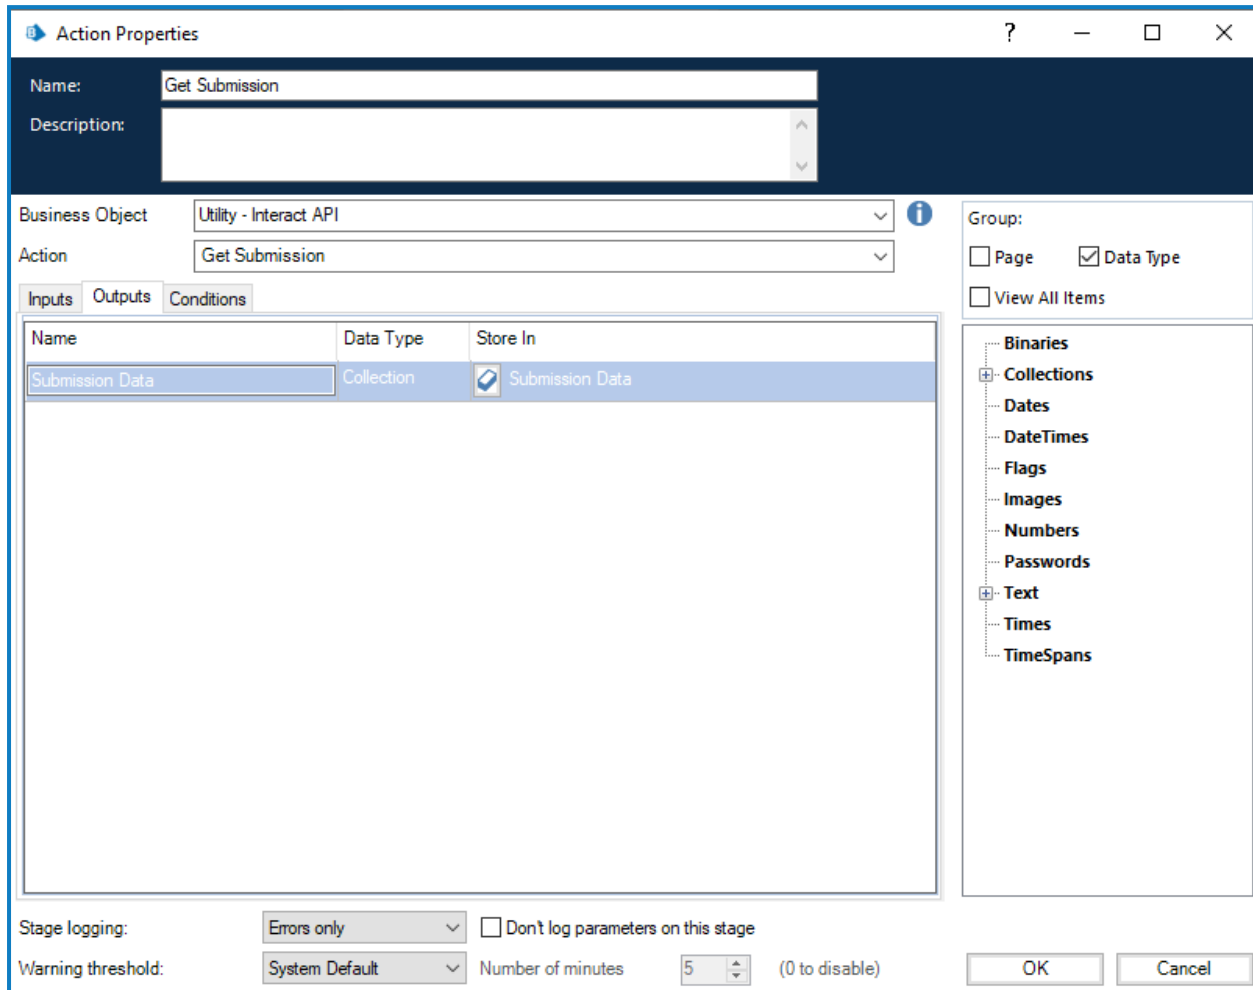 Action Properties
Name: Get Submission
Description:
Business Object Utility - Interact API
Action Get Submission
Inputs Outputs Conditions
Name Data Type Store In
Submission Data Collection Submission Data
Group:
Page Data Type
View All Items
Binaries
Collections
Dates
DateTimes
Flags
Images
Numbers
Passwords
Text
Times
TimeSpans
Stage logging: Errors only Don't log parameters on this stage
Warning threshold: System Default Number of minutes 5 (0 to disable)
OK Cancel